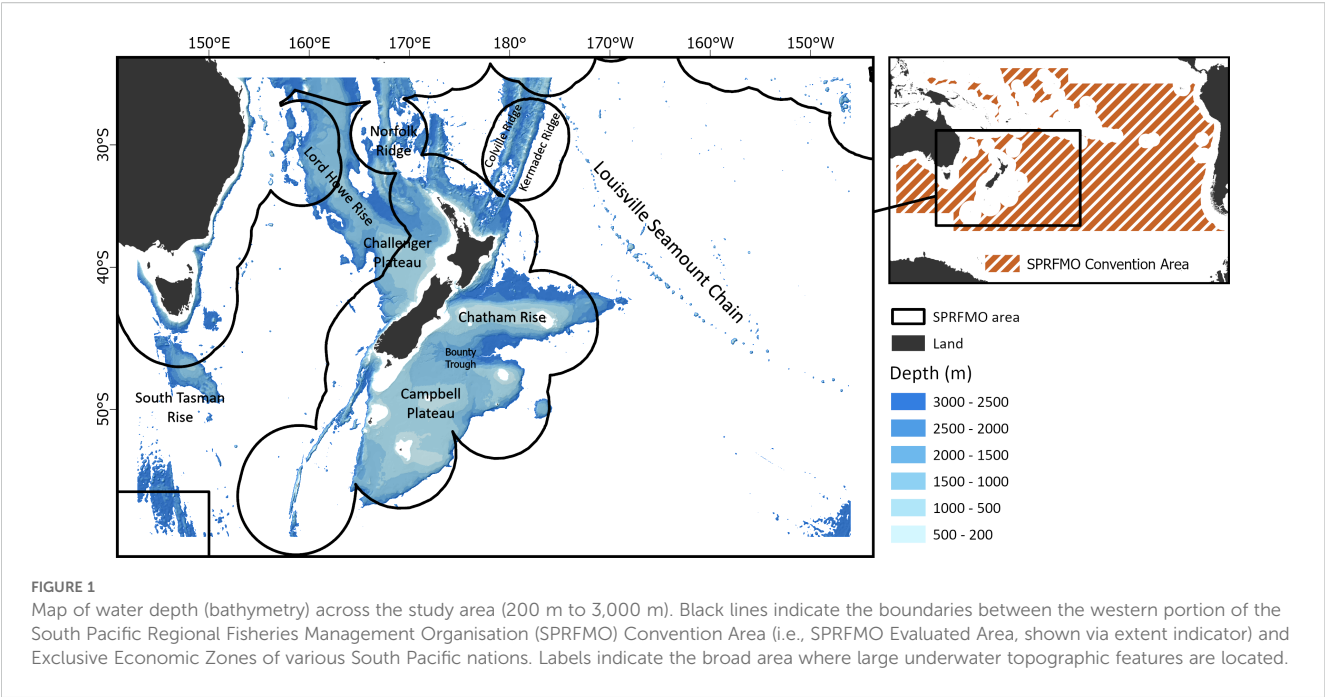 150°E 160°E 170°E 180° 170°W 160°W 150°W
30°S
40°S
50°S
Lord Howe Rise
Norfolk
Ridge
Colville Ridge
Kermadec Ridge
Louisville Seamount Chain
Challenger
Plateau
Chatham Rise
Bounty
Trough
Campbell
Plateau
South Tasman
Rise
SPRFMO Convention Area
SPRFMO area
Land
Depth (m)
3000 - 2500
2500 - 2000
2000 - 1500
1500 - 1000
1000 - 500
500 - 200
FIGURE 1
Map of water depth (bathymetry) across the study area (200 m to 3,000 m). Black lines indicate the boundaries between the western portion of the
South Pacific Regional Fisheries Management Organisation (SPRFMO) Convention Area (i.e., SPRFMO Evaluated Area, shown via extent indicator) and
Exclusive Economic Zones of various South Pacific nations. Labels indicate the broad area where large underwater topographic features are located.